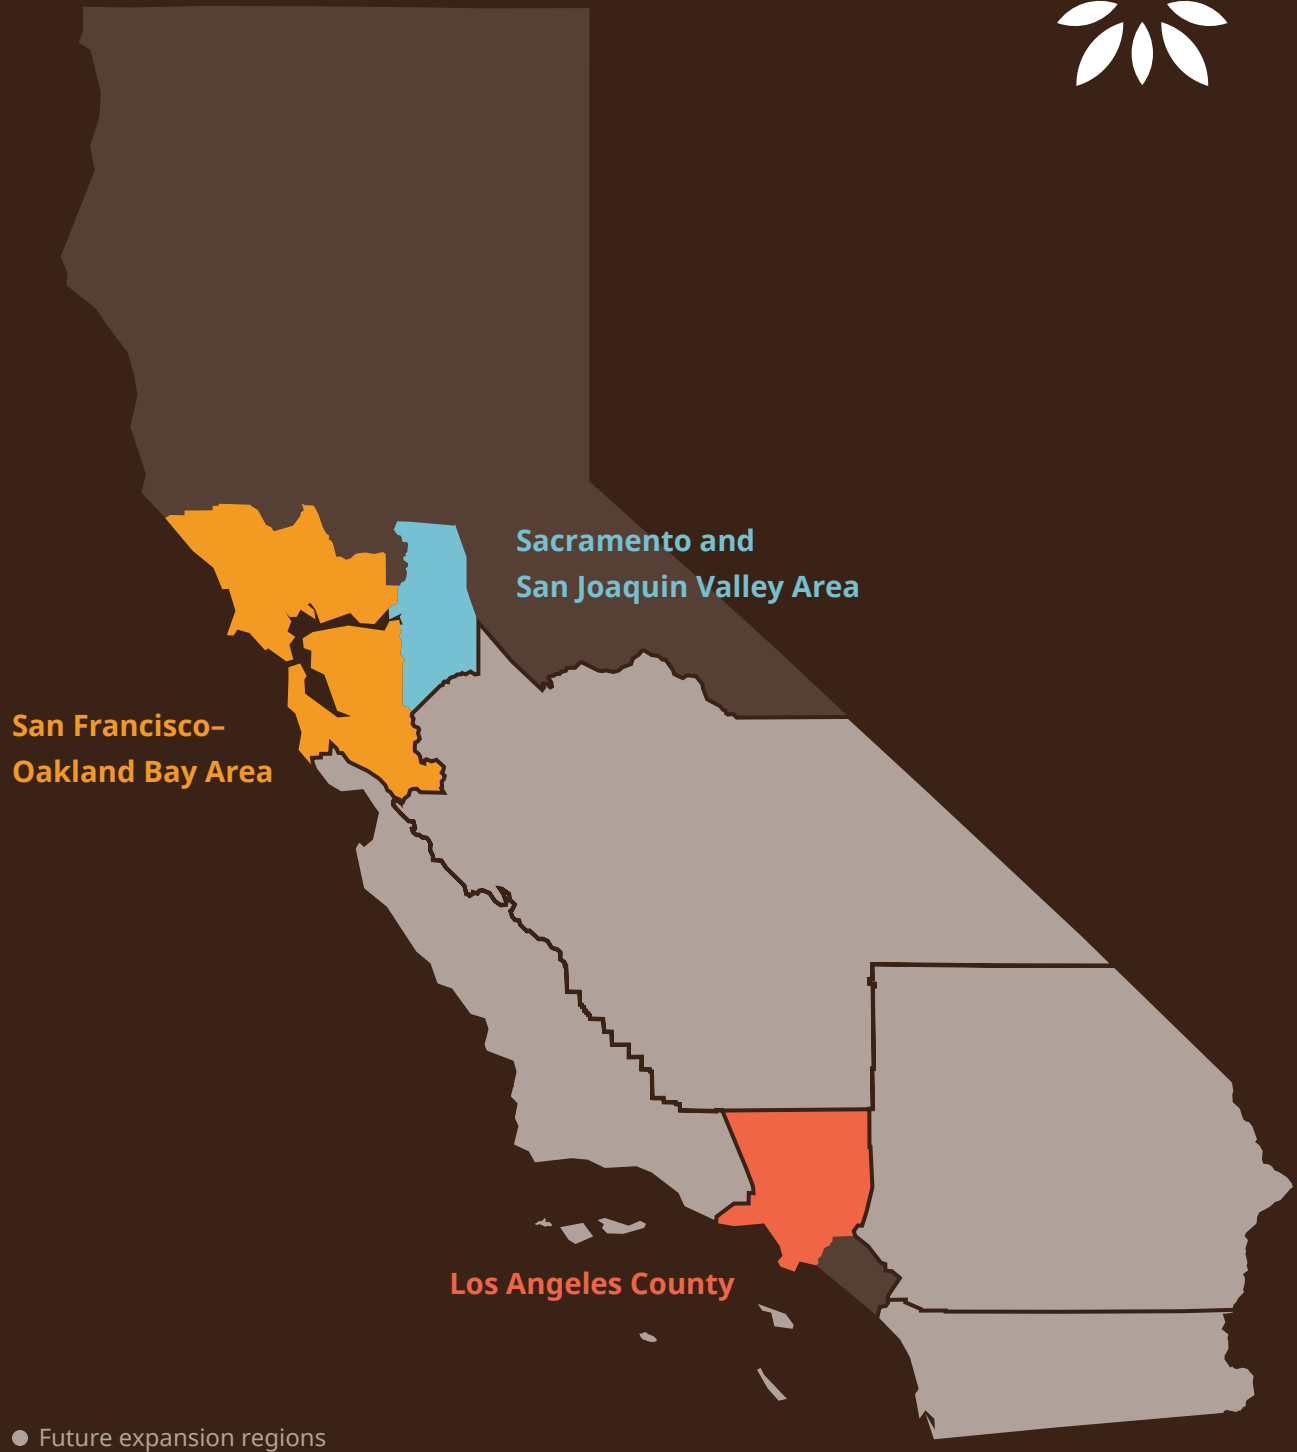 Sacramento and
San Joaquin Valley Area
San Francisco–
Oakland Bay Area
Los Angeles County
Future expansion regions